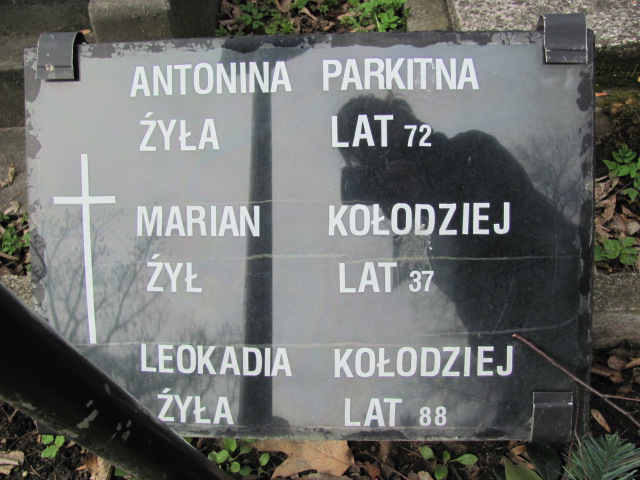 ANTONINA PARKITNA
ŻYŁA LAT 72
MARIAN KOŁODZIEJ
ŻYŁ LAT 37
LEOKADIA KOŁODZIEJ
ŻYŁA LAT 88